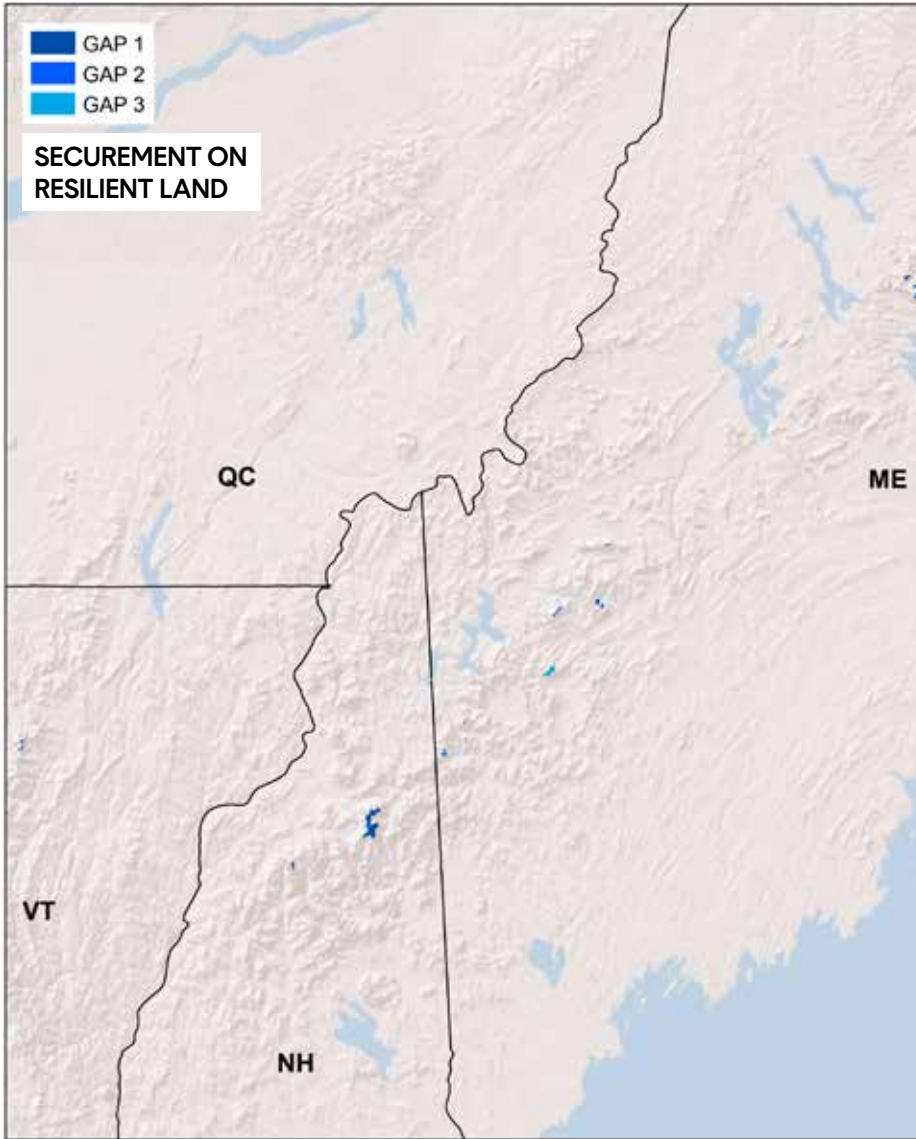 GAP 1
GAP 2
GAP 3
SECUREMENT ON
RESILIENT LAND
QC
ME
VT
NH